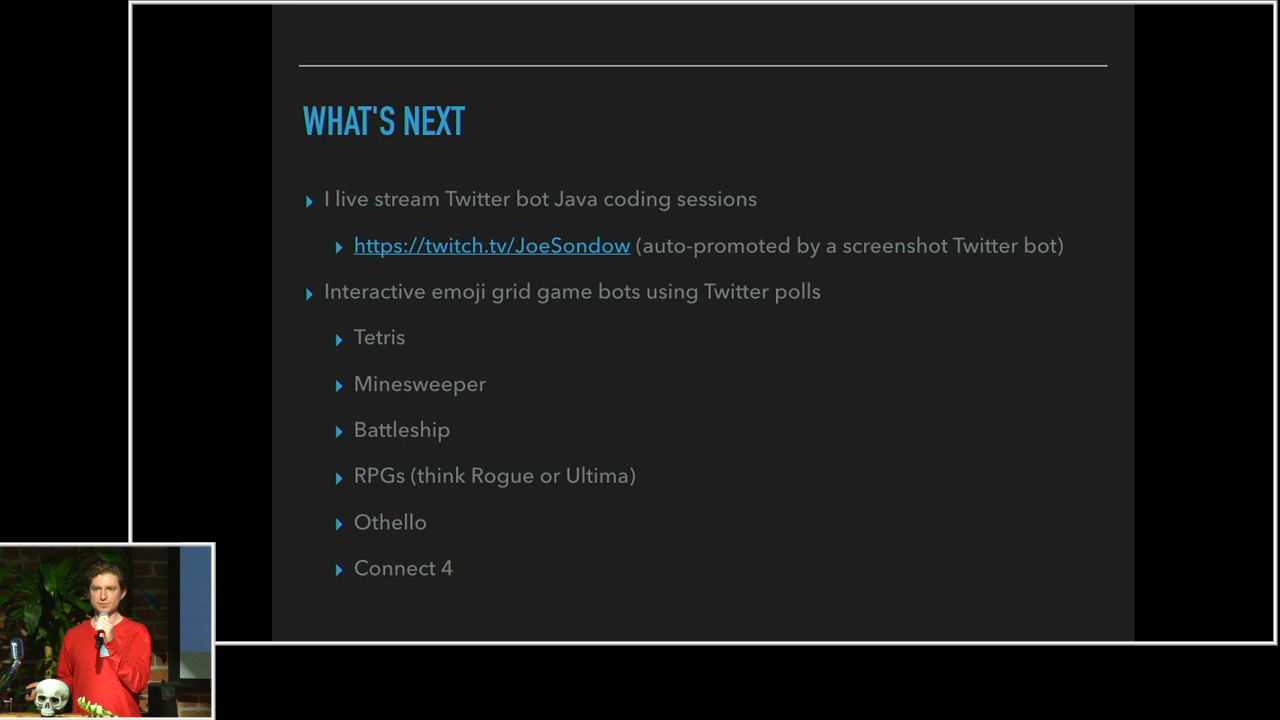 WHAT'S NEXT
I live stream Twitter bot Java coding sessions
https://twitch.tv/JoeSondow (auto-promoted by a screenshot Twitter bot)
Interactive emoji grid game bots using Twitter polls
Tetris
Minesweeper
Battleship
RPGs (think Rogue or Ultima)
Othello
Connect 4